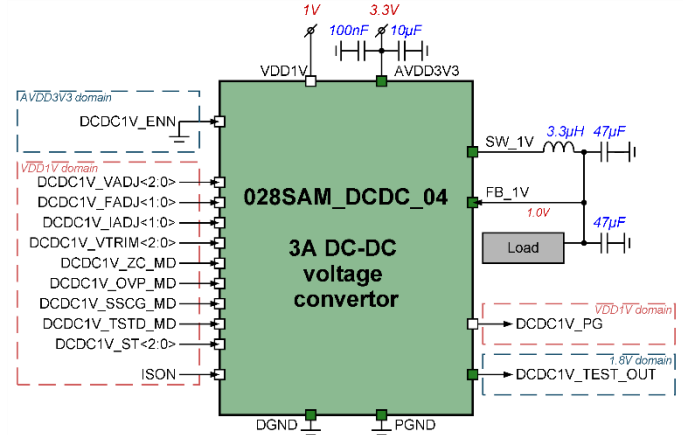 1V
3.3V
100nF
10µF
VDD1V
AVDD3V3
AVDD3V3 domain
DCDC1V_ENN
VDD1V domain
DCDC1V_VADJ<2:0>
DCDC1V_FADJ<1:0>
DCDC1V_IADJ<1:0>
DCDC1V_VTRIM<2:0>
DCDC1V_ZC_MD
DCDC1V_OVP_MD
DCDC1V_SSCG_MD
DCDC1V_TSTD_MD
DCDC1V_ST<2:0>
ISON
028SAM_DCDC_04
3A DC-DC
voltage
convertor
SW_1V
3.3µH
47µF
FB_1V
1.0V
47µF
Load
VDD1V domain
DCDC1V_PG
1.8V domain
DCDC1V_TEST_OUT
DGND
PGND